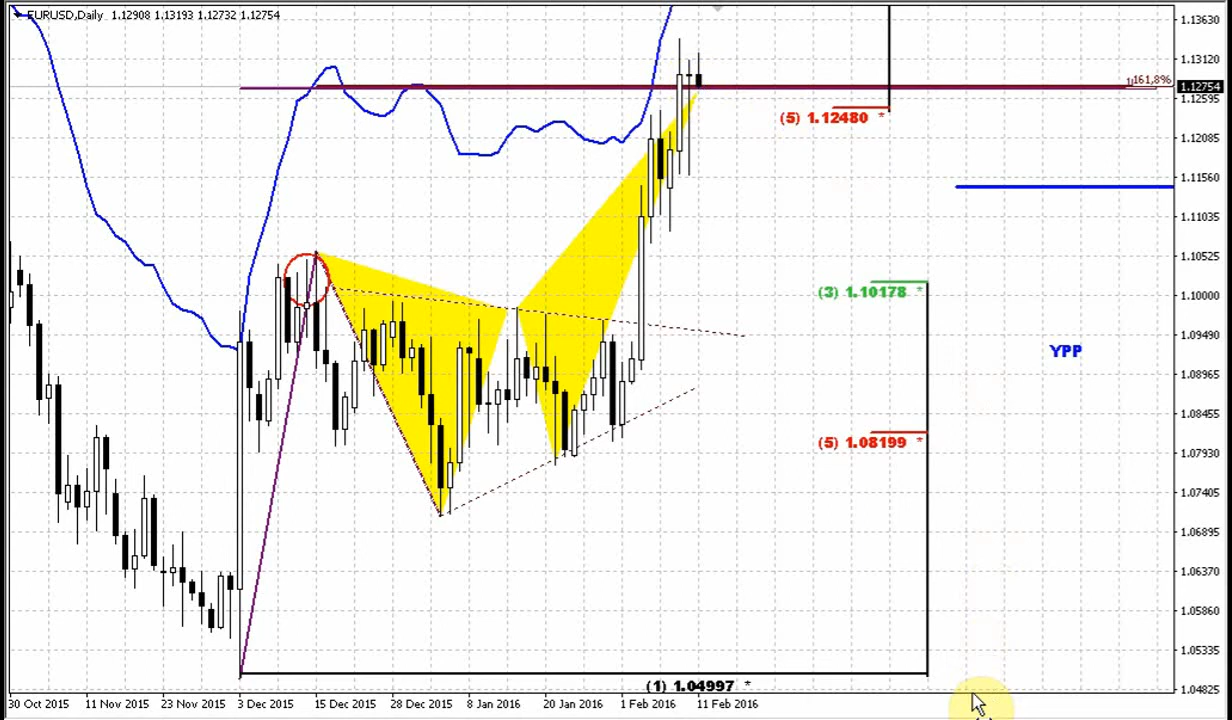 EURUSD,Daily 1.12908 1.13193 1.12732 1.12754
1.13630
1.13120
161,8%
1.12754
1.12595
(5) 1.12480 *
1.12085
1.11560
1.11035
1.10525
(3) 1.10178 *
1.10000
1.09490
YPP
1.08965
1.08455
(5) 1.08199 *
1.07930
1.07405
1.06895
1.06370
1.05860
1.05335
(1) 1.04997 *
1.04825
30 Oct 2015 11 Nov 2015 23 Nov 2015 3 Dec 2015 15 Dec 2015 28 Dec 2015 8 Jan 2016 20 Jan 2016 1 Feb 2016 11 Feb 2016